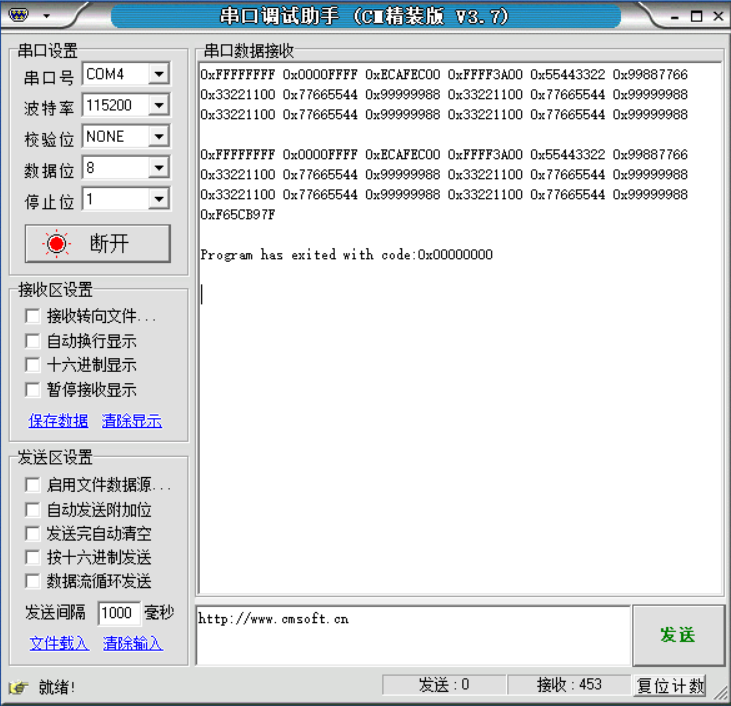 串口调试助手 (CM精装版 V3.7)
串口设置
串口号 COM4
波特率 115200
校验位 NONE
数据位 8
停止位 1
断开
接收区设置
接收转向文件...
自动换行显示
十六进制显示
暂停接收显示
保存数据 清除显示
发送区设置
启用文件数据源...
自动发送附加位
发送完自动清空
按十六进制发送
数据流循环发送
发送间隔 1000 毫秒
文件载入 清除输入
串口数据接收
0xFFFFFFFF 0x0000FFFF 0xECAFEC00 0xFFFF3A00 0x55443322 0x99887766
0x33221100 0x77665544 0x99999988 0x33221100 0x77665544 0x99999988
0x33221100 0x77665544 0x99999988 0x33221100 0x77665544 0x99999988
0xFFFFFFFF 0x0000FFFF 0xECAFEC00 0xFFFF3A00 0x55443322 0x99887766
0x33221100 0x77665544 0x99999988 0x33221100 0x77665544 0x99999988
0x33221100 0x77665544 0x99999988 0x33221100 0x77665544 0x99999988
0xF65CB97F
Program has exited with code:0x00000000
http://www.cmsoft.cn
发送
就绪!
发送 : 0
接收 : 453
复位计数